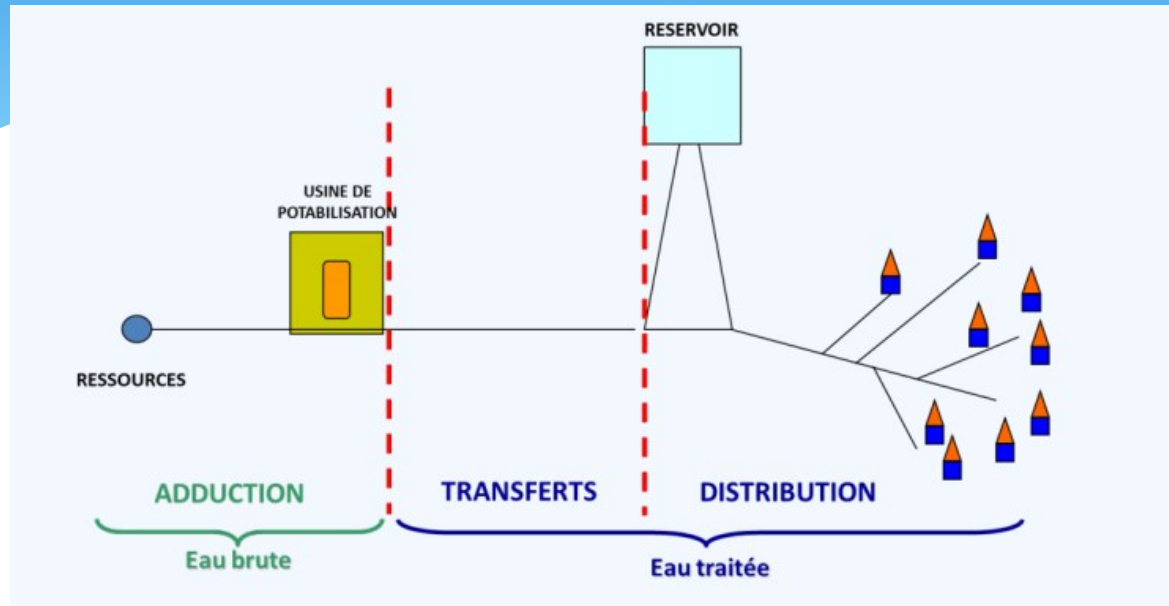 RESERVOIR
USINE DE
POTABILISATION
RESSOURCES
ADDUCTION
TRANSFERTS
DISTRIBUTION
Eau brute
Eau traitée